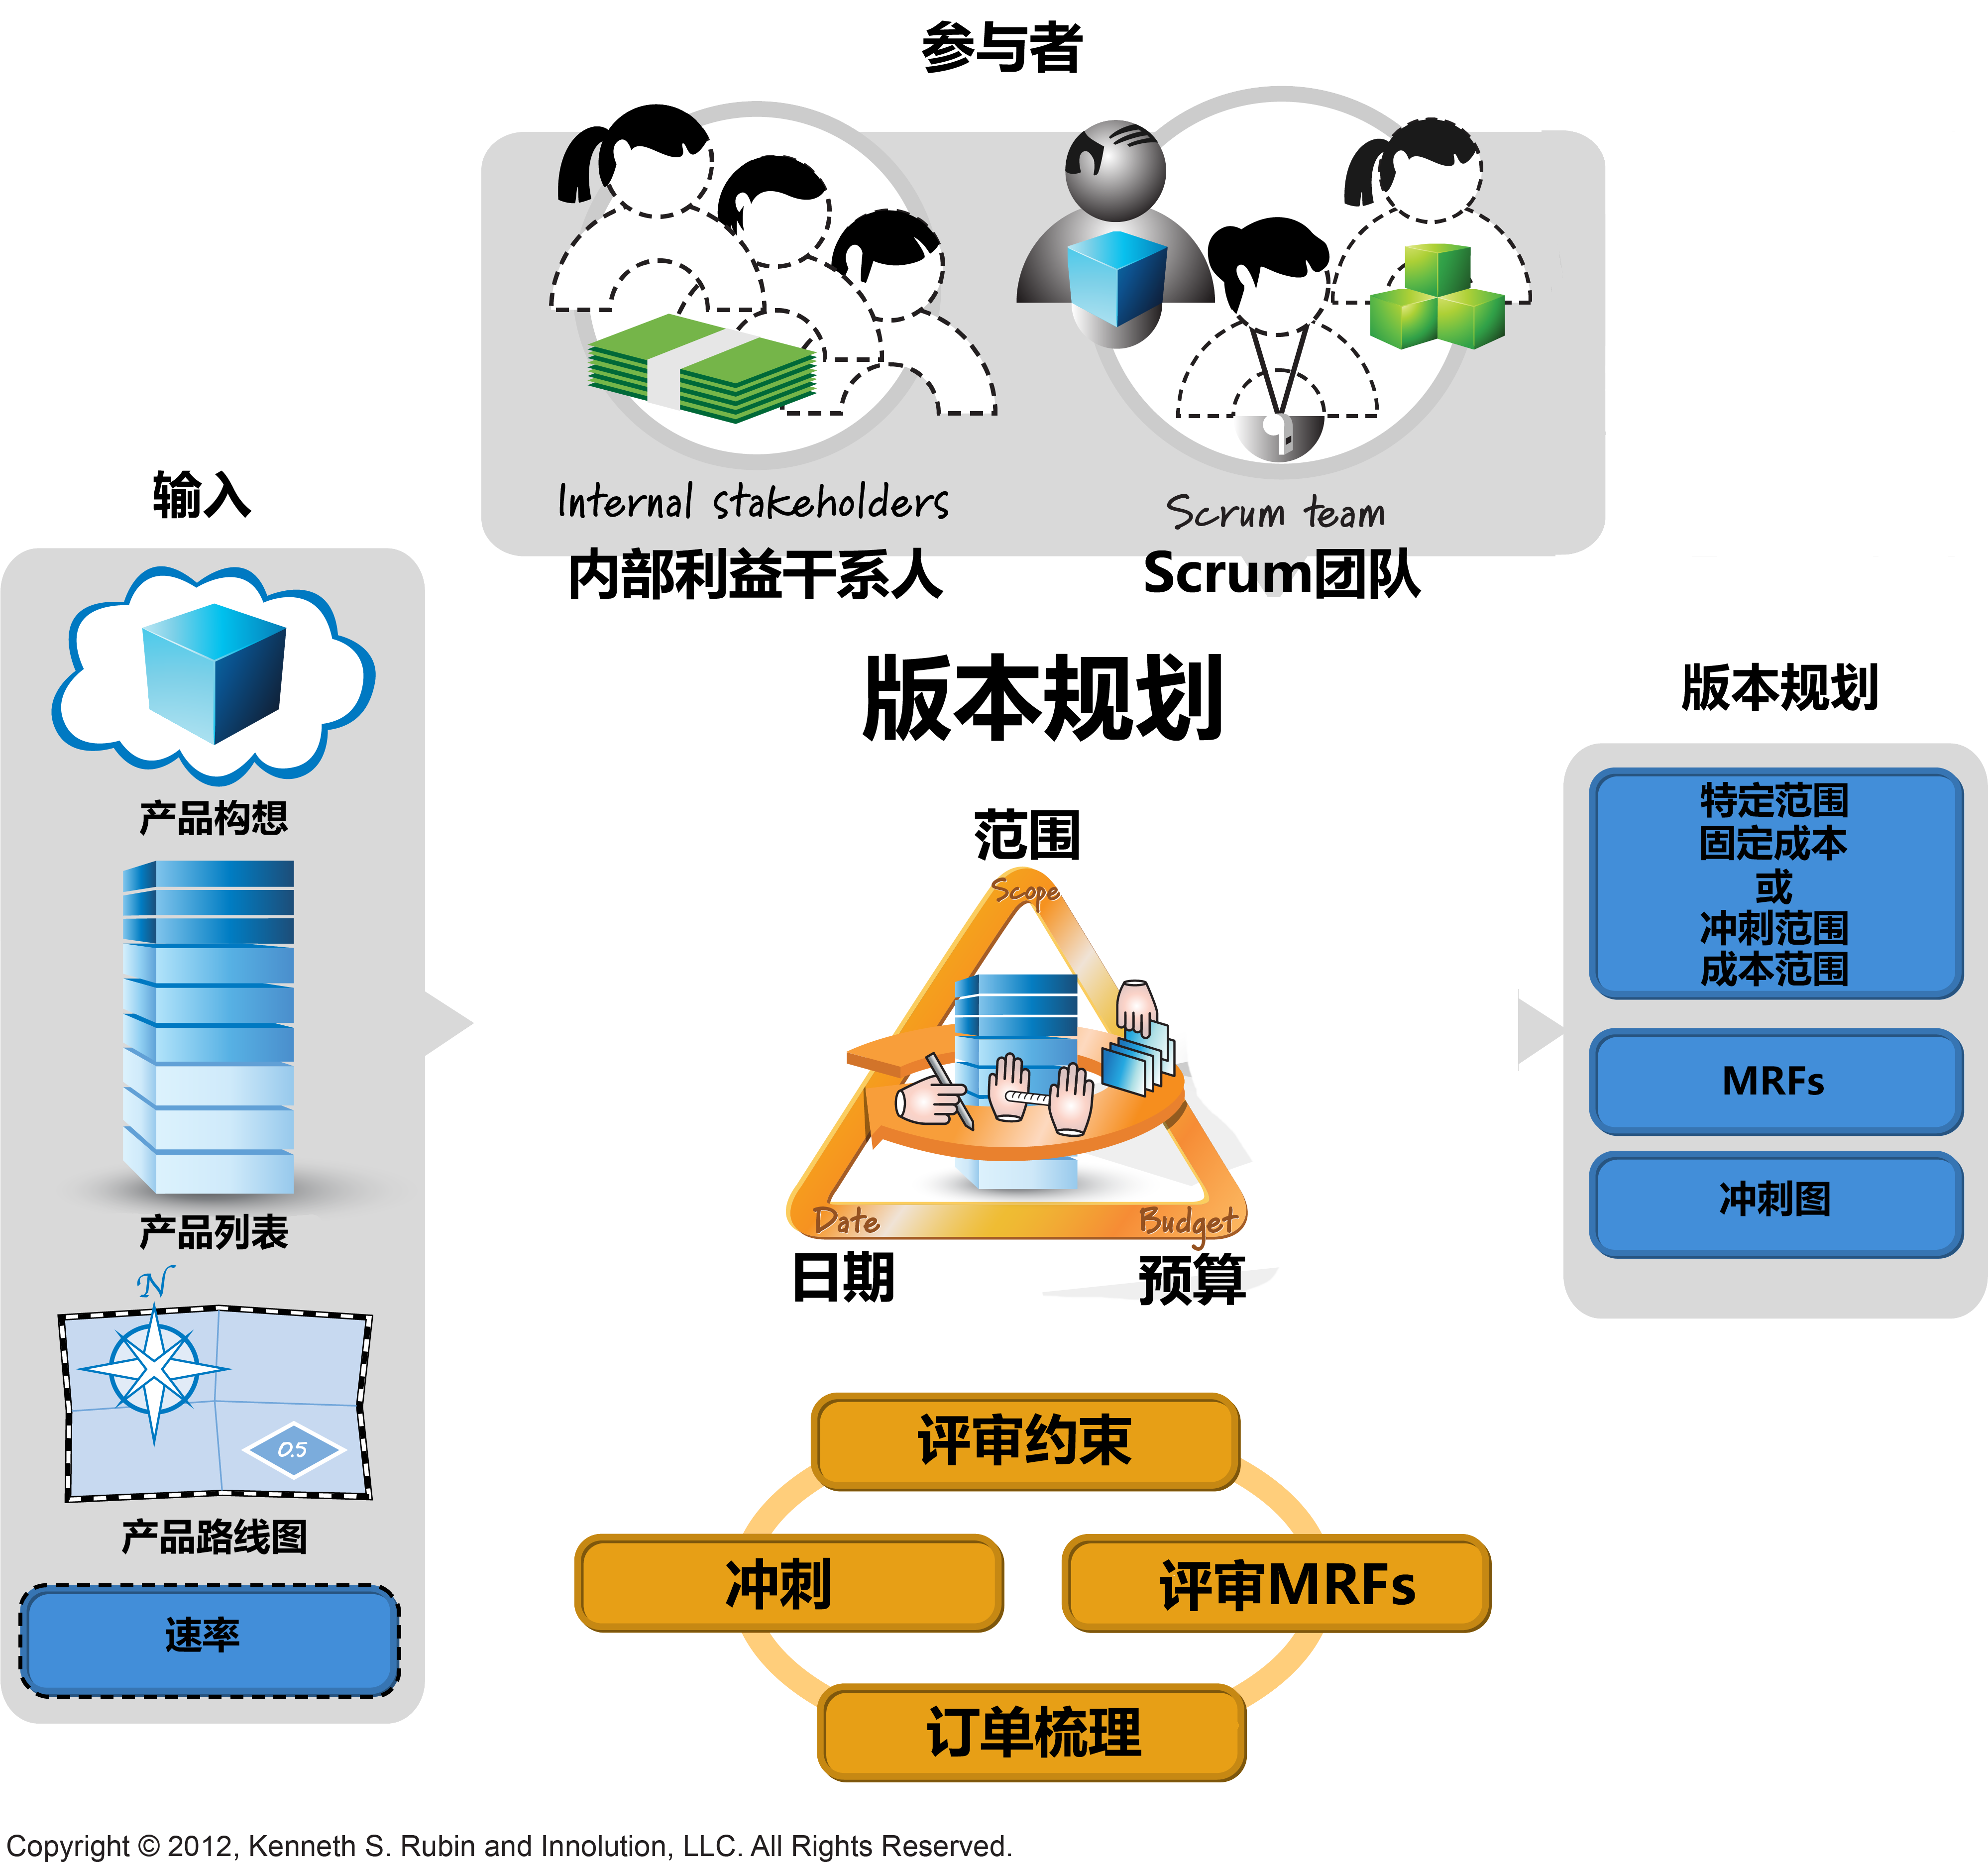 参与者
Internal stakeholders
Scrum team
内部利益干系人
Scrum团队
输入
产品构想
产品列表
N
0.5
产品路线图
速率
版本规划
范围
Scope
Date
Budget
日期
预算
评审约束
冲刺
评审MRFs
订单梳理
版本规划
特定范围
固定成本
或
冲刺范围
成本范围
MRFs
冲刺图
Copyright © 2012, Kenneth S. Rubin and Innolution, LLC. All Rights Reserved.